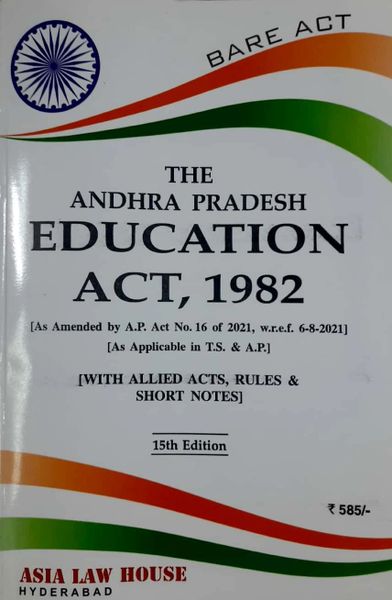 BARE ACT
THE
ANDHRA PRADESH
EDUCATION
ACT, 1982
[As Amended by A.P. Act No. 16 of 2021, w.r.e.f. 6-8-2021]
[As Applicable in T.S. & A.P.]
[WITH ALLIED ACTS, RULES &
SHORT NOTES]
15th Edition
₹ 585/-
ASIA LAW HOUSE
HYDERABAD